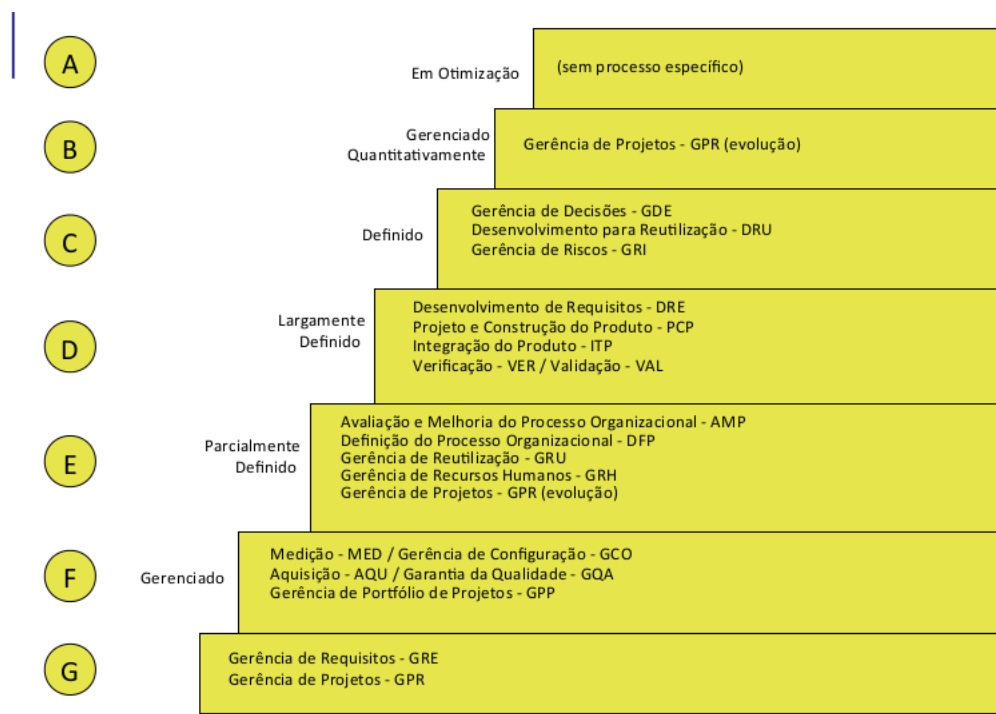 A
Em Otimização
(sem processo específico)
B
Gerenciado
Quantitativamente
Gerência de Projetos - GPR (evolução)
C
Definido
Gerência de Decisões - GDE
Desenvolvimento para Reutilização - DRU
Gerência de Riscos - GRI
D
Largamente
Definido
Desenvolvimento de Requisitos - DRE
Projeto e Construção do Produto - PCP
Integração do Produto - ITP
Verificação - VER / Validação - VAL
E
Parcialmente
Definido
Avaliação e Melhoria do Processo Organizacional - AMP
Definição do Processo Organizacional - DFP
Gerência de Reutilização - GRU
Gerência de Recursos Humanos - GRH
Gerência de Projetos - GPR (evolução)
F
Gerenciado
Medição - MED / Gerência de Configuração - GCO
Aquisição - AQU / Garantia da Qualidade - GQA
Gerência de Portfólio de Projetos - GPP
G
Gerência de Requisitos - GRE
Gerência de Projetos - GPR